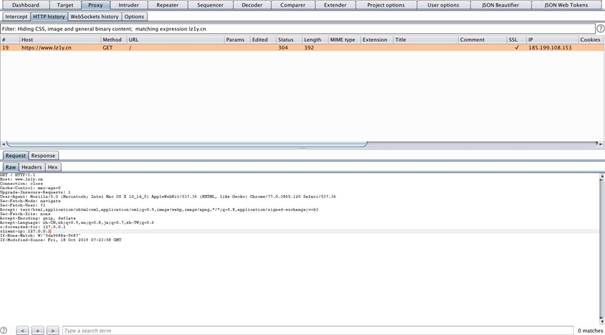 Dashboard Target Proxy Intruder Repeater Sequencer Decoder Comparer Extender Project options User options JSON Beautifier JSON Web Tokens
Intercept HTTP history WebSockets history Options
Filter: Hiding CSS, image and general binary content; matching expression lz1y.cn
# Host Method URL Params Edited Status Length MIME type Extension Title Comment SSL IP Cookies
19 https://www.lz1y.cn GET / 304 392 ✓ 185.199.108.153
Request Response
Raw Headers Hex
GET / HTTP/1.1
Host: www.lz1y.cn
Connection: close
Cache-Control: max-age=0
Upgrade-Insecure-Requests: 1
User-Agent: Mozilla/5.0 (Macintosh; Intel Mac OS X 10_14_5) AppleWebKit/537.36 (KHTML, like Gecko) Chrome/77.0.3865.120 Safari/537.36
Sec-Fetch-Mode: navigate
Sec-Fetch-User: ?1
Accept: text/html,application/xhtml+xml,application/xml;q=0.9,image/webp,image/apng,*/*;q=0.8,application/signed-exchange;v=b3
Sec-Fetch-Site: none
Accept-Encoding: gzip, deflate
Accept-Language: zh-CN,zh;q=0.9,en;q=0.8,ja;q=0.7,zh-TW;q=0.6
x-forwarded-for: 127.0.0.1
client-ip: 127.0.0.1
If-None-Match:
If-Modified-Since: Fri, 18 Oct 2019 GMT
? < + > Type a search term 0 matches